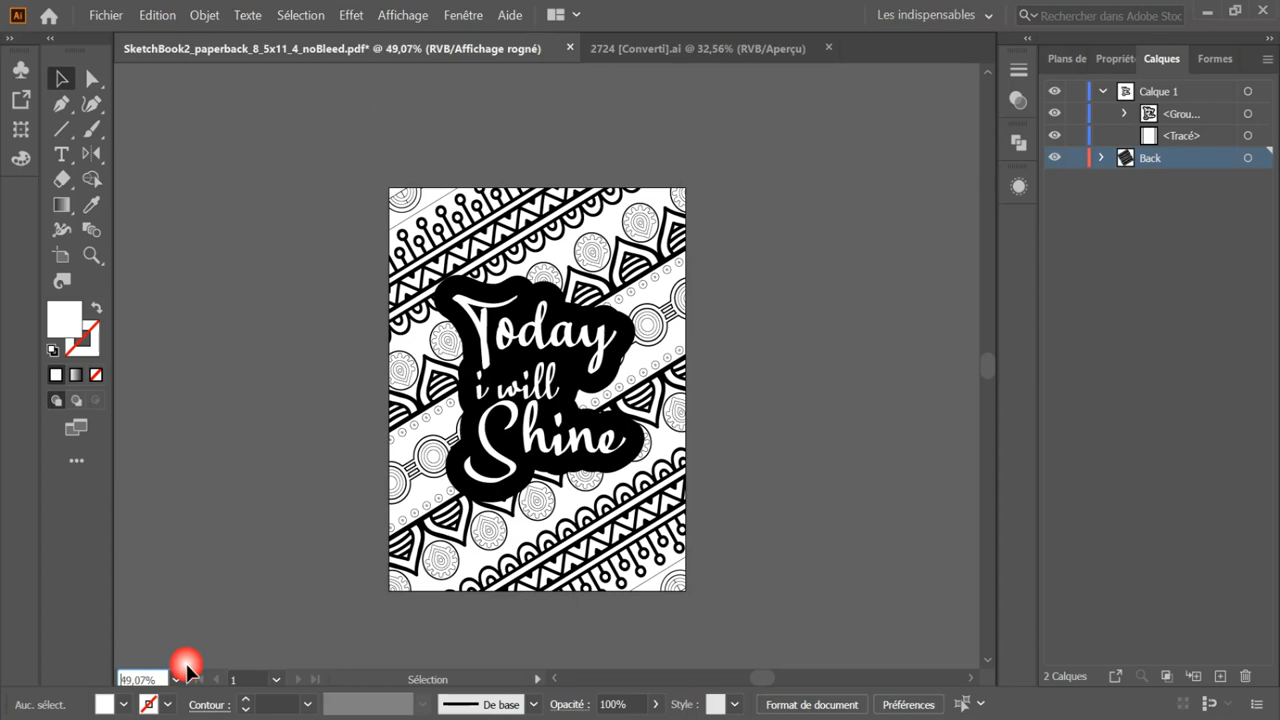 Ai Fichier Edition Objet Texte Sélection Effet Affichage Fenêtre Aide Les indispensables Rechercher dans Adobe Stoc
SketchBook2_paperback_8_5x11_4_noBleed.pdf* @ 49,07% (RVB/Affichage rogné) × 2724 [Converti].ai @ 32,56% (RVB/Aperçu) ×
Plans de Propriété Calques Formes
Calque 1
<Grou...
<Tracé>
Back
Today
i will
Shine
49,07% 1 Sélection
2 Calques
Auc. sélect. Contour : De base Opacité : 100% Style : Format de document Préférences